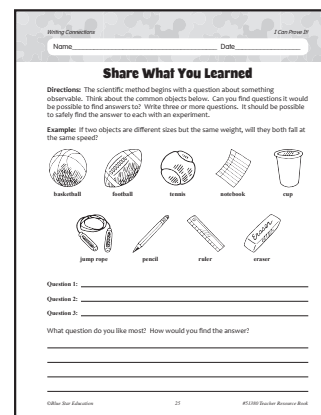 Writing Connections I Can Prove It!
Name Date
Share What You Learned
Directions: The scientific method begins with a question about something
observable. Think about the common objects below. Can you find questions it would
be possible to find answers to? Write three or more questions. It should be possible
to safely find the answer to each with an experiment.
Example: If two objects are different sizes but the same weight, will they both fall at
the same speed?
basketball football tennis notebook cup
Eraser
jump rope pencil ruler eraser
Question 1:
Question 2:
Question 3:
What question do you like most? How would you find the answer?
©Blue Star Education 25 #51380 Teacher Resource Book